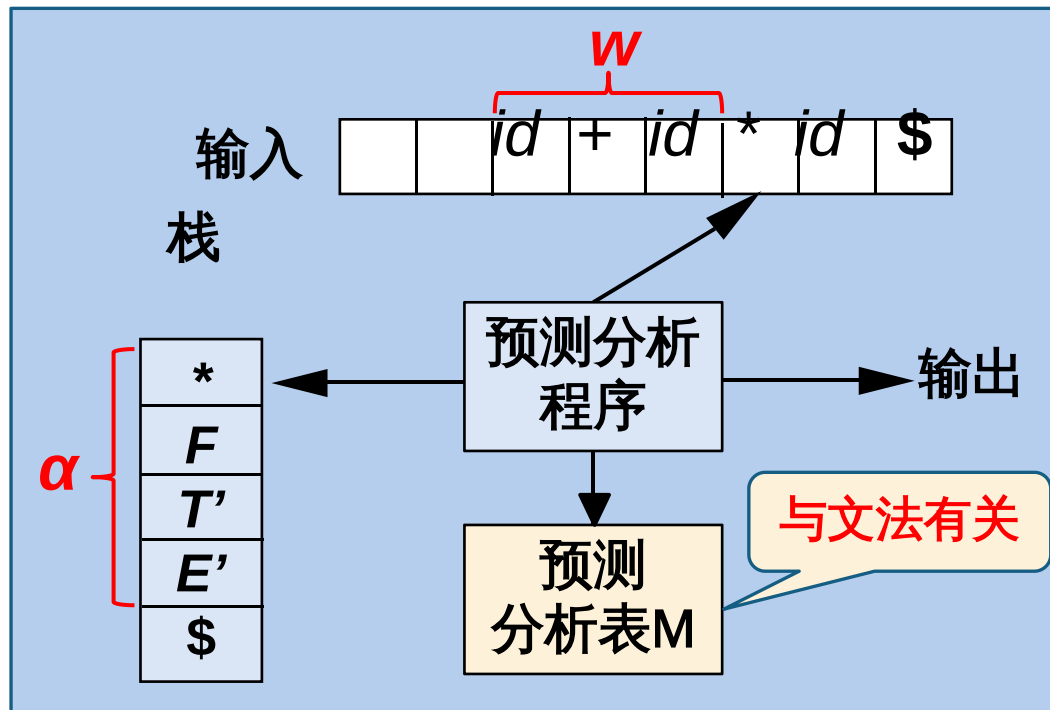 w
输入 id + id * id $
栈
预测分析
程序
输出
*
F
T’
E’
$
α
与文法有关
预测
分析表M